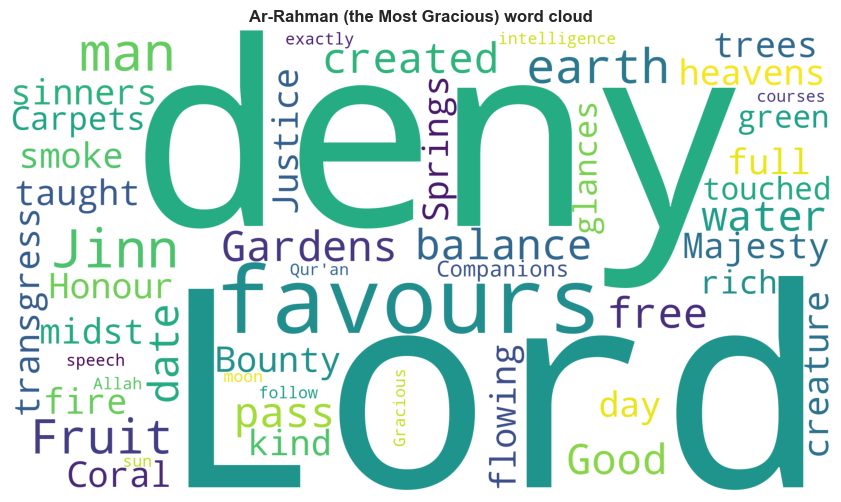 Ar-Rahman (the Most Gracious) word cloud
exactly
intelligence
man
deny
created
earth
trees
heavens
sinners
Carpets
courses
green
Justice
Springs
glances
smoke
full
taught
touched
water
transgress
Jinn
Gardens
balance
Majesty
Qur'an
Companions
Honour
favours
rich
free
midst
date
Lord
creature
speech
Bounty
moon
Allah
follow
Gracious
flowing
fire
pass
day
Fruit
kind
Good
sun
Coral